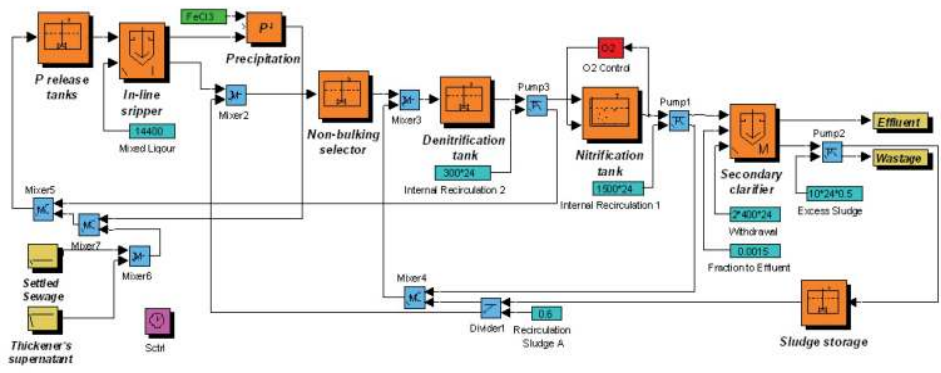 FeCl3
P
Precipitation
P release tanks
In-line
sripper
14400
Mixed Liqour
Mixer2
Non-bulking
selector
Mixer3
Denitrification
tank
300*24
Internal Recirculation 2
Pump3
O2
O2 Control
Nitrification
tank
1500*24
Internal Recirculation 1
Pump1
M
Secondary
clarifier
Pump2
Effluent
Wastage
10*24*0.5
Excess Sludge
2*400*24
Withdrawal
0.0015
Fraction to Effluent
Mixer5
Mixer7
Mixer6
Settled
Sewage
Thickener's
supernatant
Sctrl
Mixer4
Divider1
0.6
Recirculation
Sludge A
Sludge storage